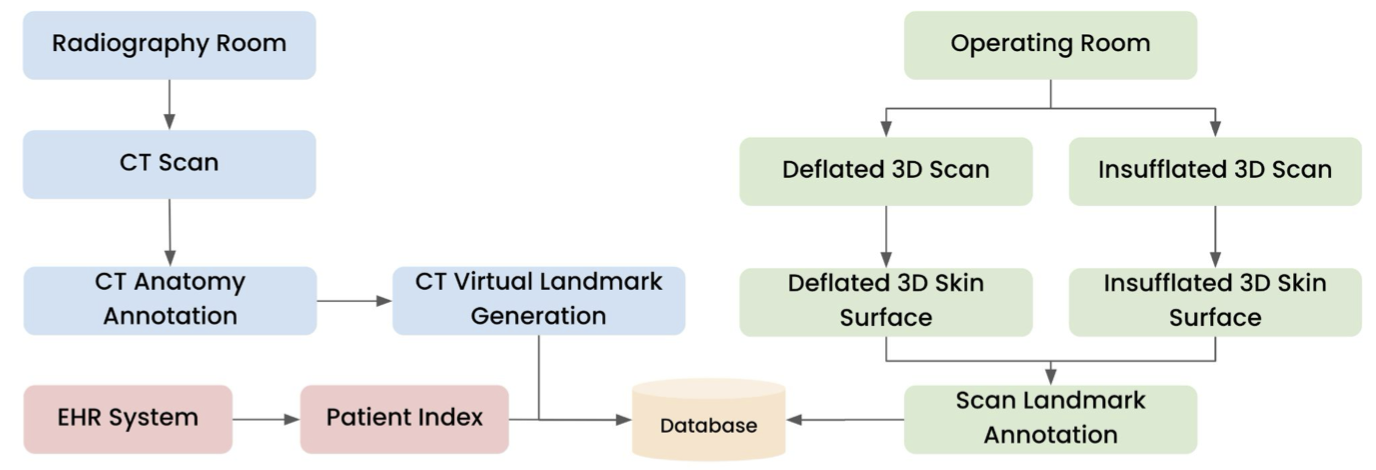 Radiography Room
Operating Room
CT Scan
Deflated 3D Scan
Insufflated 3D Scan
CT Anatomy
Annotation
CT Virtual Landmark
Generation
Deflated 3D Skin
Surface
Insufflated 3D Skin
Surface
EHR System
Patient Index
Database
Scan Landmark
Annotation